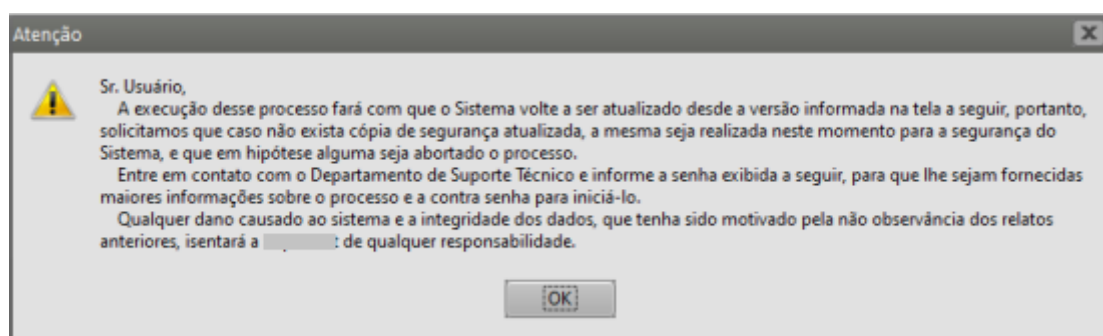 Atenção
Sr. Usuário,
A execução desse processo fará com que o Sistema volte a ser atualizado desde a versão informada na tela a seguir, portanto,
solicitamos que caso não exista cópia de segurança atualizada, a mesma seja realizada neste momento para a segurança do
Sistema, e que em hipótese alguma seja abortado o processo.
Entre em contato com o Departamento de Suporte Técnico e informe a senha exibida a seguir, para que lhe sejam fornecidas
maiores informações sobre o processo e a contra senha para iniciá-lo.
Qualquer dano causado ao sistema e a integridade dos dados, que tenha sido motivado pela não observância dos relatos
anteriores, isentará a de qualquer responsabilidade.
OK